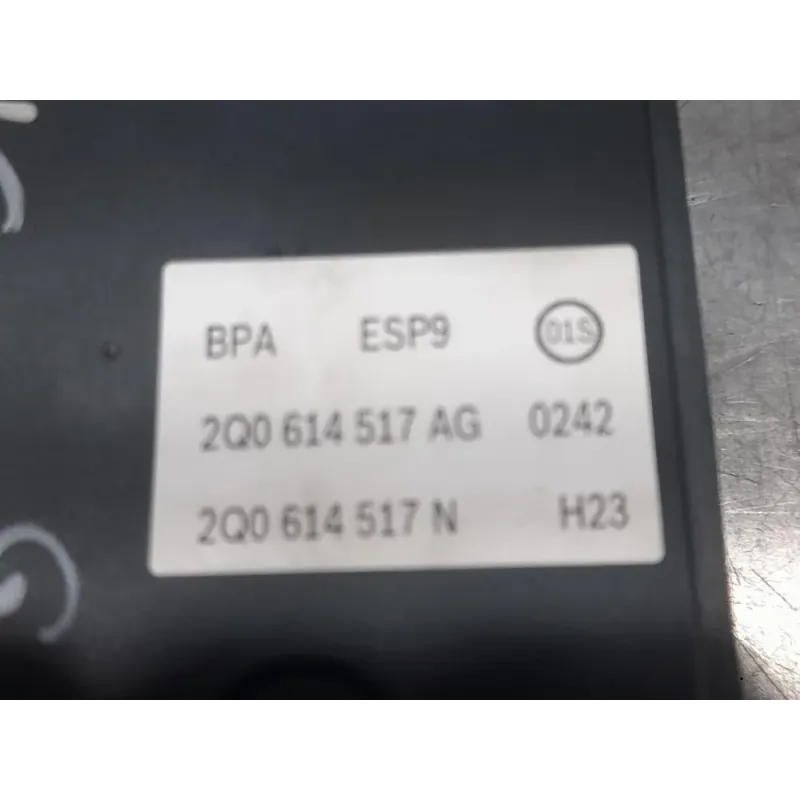 BPA ESP9 01S
2Q0 614 517 AG 0242
2Q0 614 517 N H23